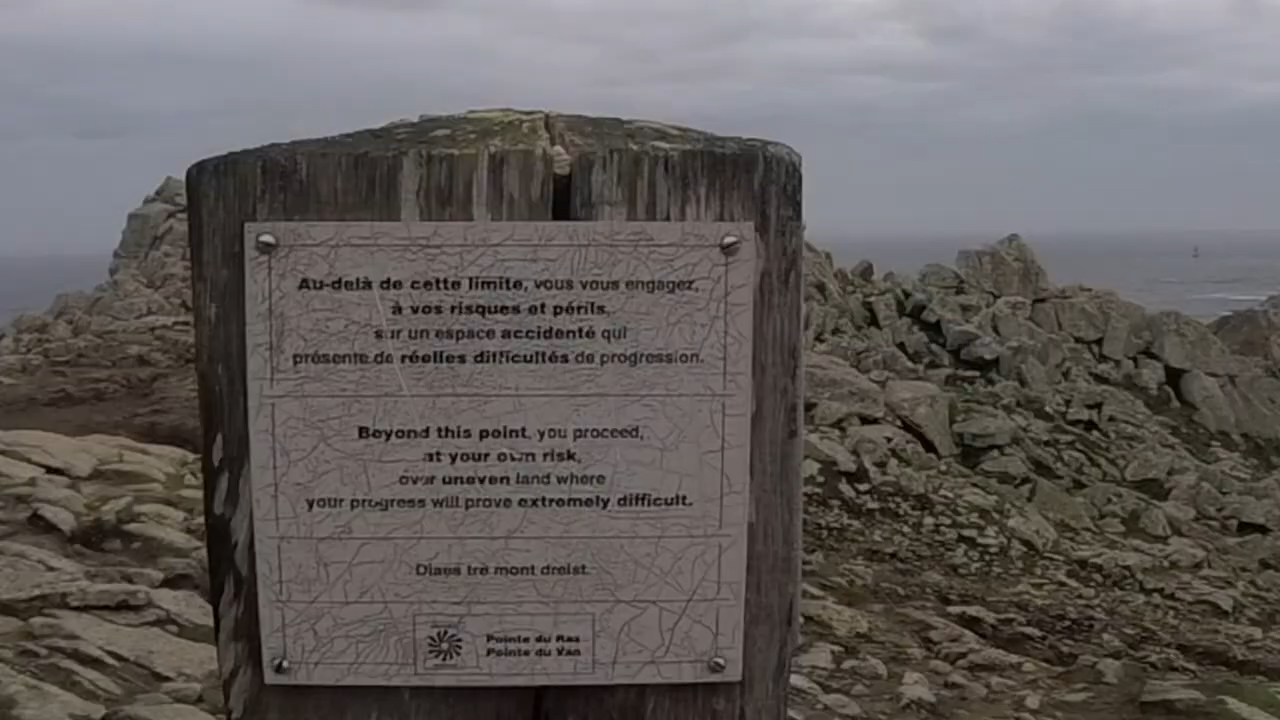 Au-delà de cette limite, vous vous engagez,
à vos risques et périls,
sur un espace accidenté qui
présente de réelles difficultés de progression.
Beyond this point, you proceed,
at your own risk,
over uneven land where
your progress will prove extremely difficult.
Diaes tre mont dreist.
Pointe du Raz
Pointe du Van